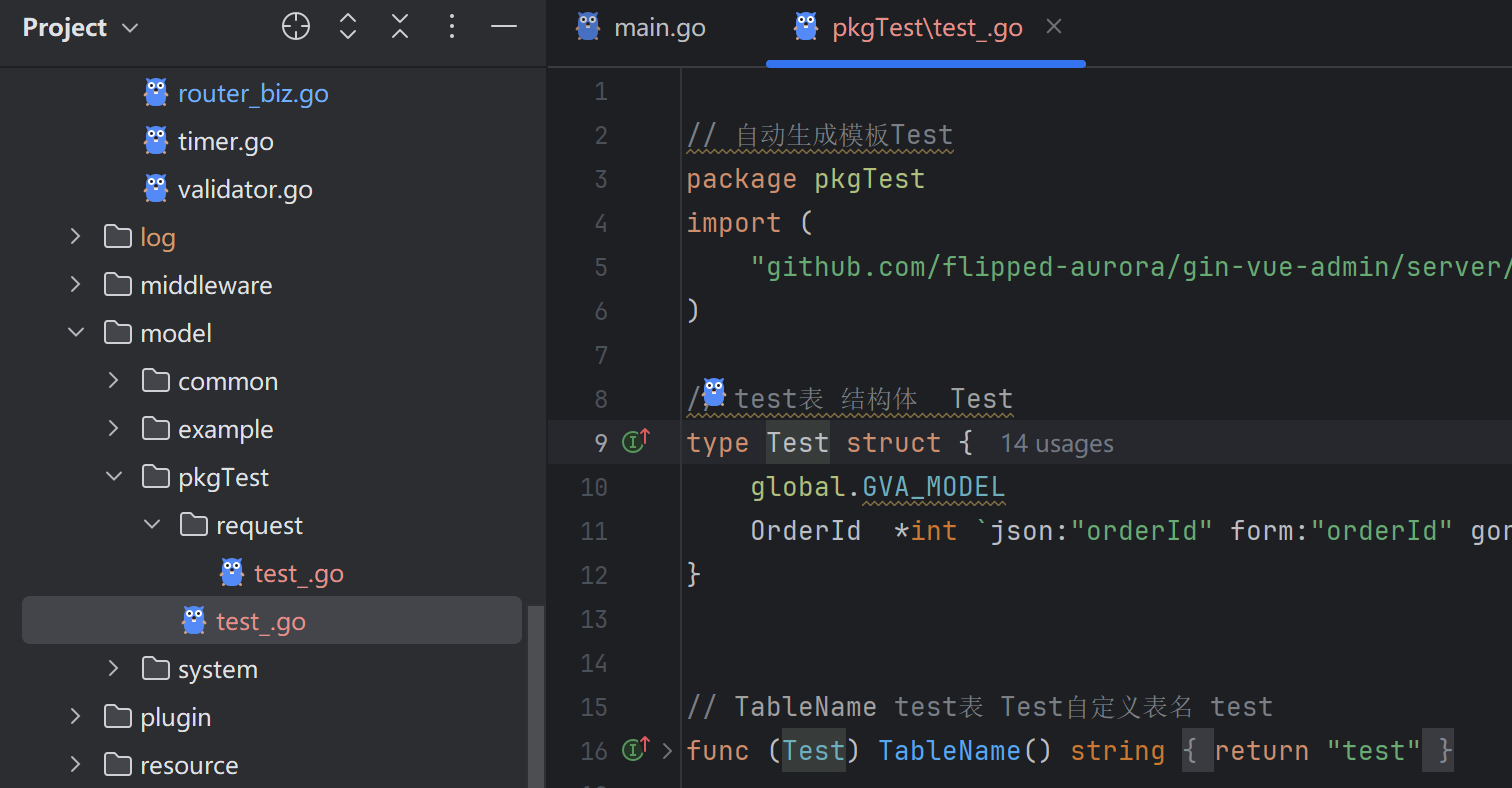 Project
router_biz.go
timer.go
validator.go
log
middleware
model
common
example
pkgTest
request
test_.go
test_.go
system
plugin
resource
main.go
pkgTest\test_.go
1
2 // 自动生成模板Test
3 package pkgTest
4 import (
5 "github.com/flipped-aurora/gin-vue-admin/server/
6 )
7
8 // test表 结构体  Test
9 type Test struct { 14 usages
10 global.GVA_MODEL
11 OrderId  *int `json:"orderId" form:"orderId" gor
12 }
13
14
15 // TableName test表 Test自定义表名 test
16 func (Test) TableName() string { return "test" }